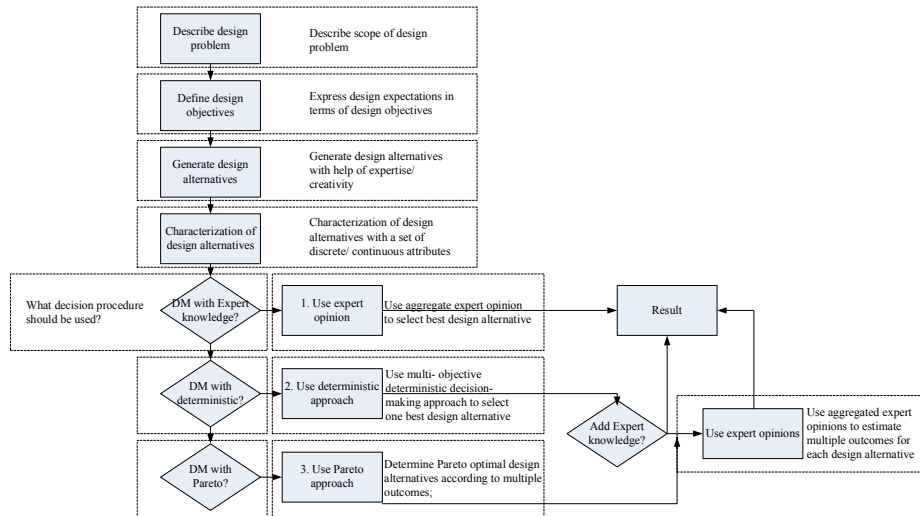 Describe design
problem
Describe scope of design
problem
Define design
objectives
Express design expectations in
terms of design objectives
Generate design
alternatives
Generate design alternatives
with help of expertise/
creativity
Characterization of
design alternatives
Characterization of design
alternatives with a set of
discrete/ continuous attributes
What decision procedure
should be used?
DM with Expert
knowledge?
1. Use expert
opinion
Use aggregate expert opinion
to select best design alternative
Result
DM with
deterministic?
2. Use deterministic
approach
Use multi- objective
deterministic decision-
making approach to select
one best design alternative
Add Expert
knowledge?
Use expert opinions
Use aggregated expert
opinions to estimate
multiple outcomes for
each design alternative
DM with
Pareto?
3. Use Pareto
approach
Determine Pareto optimal design
alternatives according to multiple
outcomes;